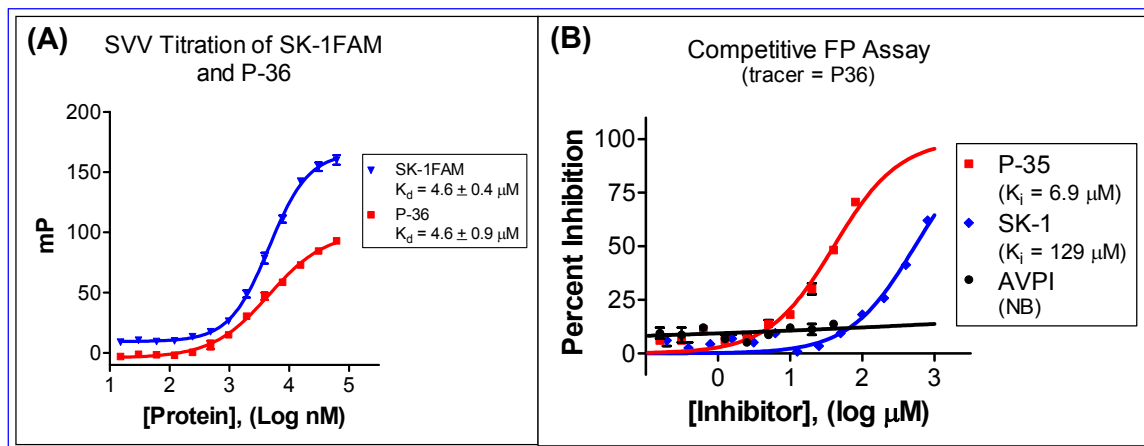 (A)
SVV Titration of SK-1FAM
and P-36
200
150
100
50
0
mP
1 2 3 4 5
[Protein], (Log nM)
SK-1FAM
Kd = 4.6 ± 0.4 μM
P-36
Kd = 4.6 ± 0.9 μM
(B)
Competitive FP Assay
(tracer = P36)
100
75
50
25
0
Percent Inhibition
0 1 2 3
[Inhibitor], (log μM)
P-35
(Ki = 6.9 μM)
SK-1
(Ki = 129 μM)
AVPI
(NB)